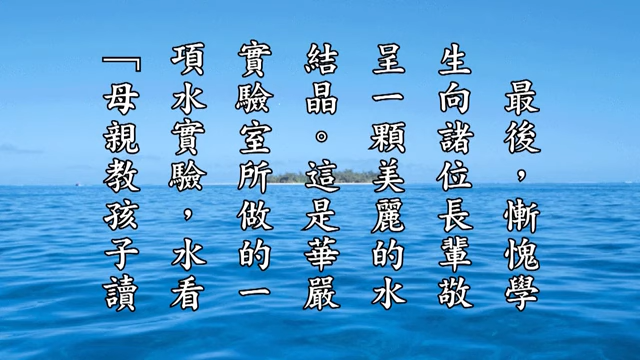 最後，慚愧學
生向諸位長輩敬
呈一顆美麗的水
結晶。這是華嚴
實驗室所做的一
項水實驗，水看
「母親教孩子讀